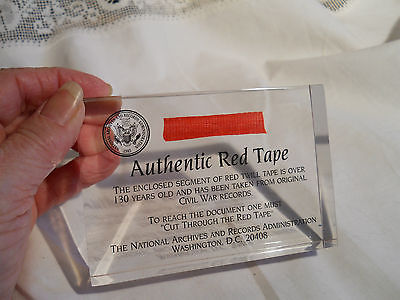 Authentic Red Tape
THE ENCLOSED SEGMENT OF RED TWILL TAPE IS OVER
130 YEARS OLD AND HAS BEEN TAKEN FROM ORIGINAL
CIVIL WAR RECORDS.
TO REACH THE DOCUMENT ONE MUST
"CUT THROUGH THE RED TAPE"
THE NATIONAL ARCHIVES AND RECORDS ADMINISTRATION
WASHINGTON, D.C. 20408